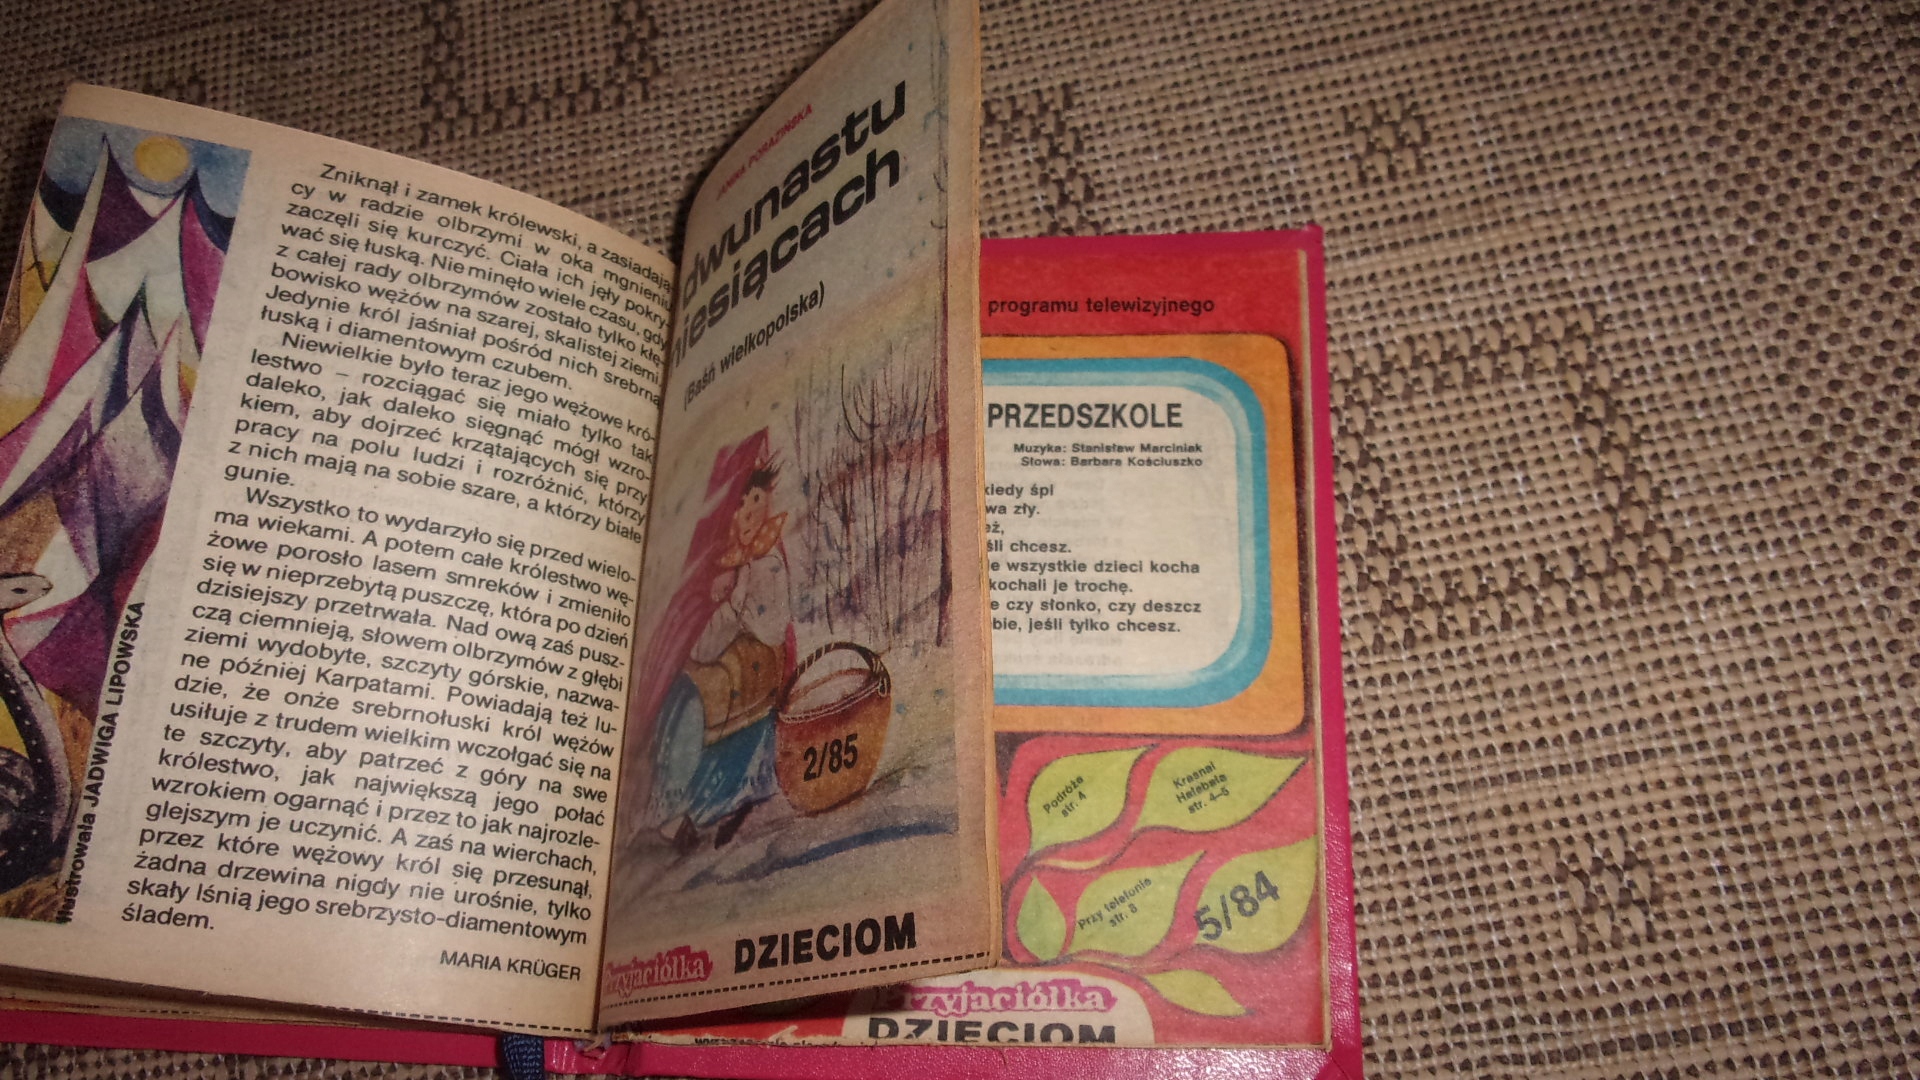 Zniknął i zamek królewski, a zasiadają-
cy w radzie olbrzymi w oka mgnieniu
zaczęli się kurczyć. Ciała ich jęły pokry-
wać się łuską. Nie minęło wiele czasu, gdy
z całej rady olbrzymów zostało tylko kłę-
bowisko wężów na szarej, skalistej ziemi.
Jedynie król jaśniał pośród nich srebrną
łuską i diamentowym czubem.
Niewielkie było teraz jego wężowe kró-
lestwo – rozciągać się miało tylko tak
daleko, jak daleko sięgnąć mógł wzro-
kiem, aby dojrzeć krzątających się przy
pracy na polu ludzi i rozróżnić, którzy
z nich mają na sobie szare, a którzy białe
gunie.
Wszystko to wydarzyło się przed wielo-
ma wiekami. A potem całe królestwo wę-
żowe porosło lasem smreków i zmieniło
się w nieprzebytą puszczę, która po dzień
dzisiejszy przetrwała. Nad ową zaś pusz-
czą ciemnieją, słowem olbrzymów z głębi
ziemi wydobyte, szczyty górskie, nazwa-
ne później Karpatami. Powiadają też lu-
dzie, że onże srebrnołuski król wężów
usiłuje z trudem wielkim wczołgać się na
te szczyty, aby patrzeć z góry na swe
królestwo, jak największą jego połać
wzrokiem ogarnąć i przez to jak najrozle-
glejszym je uczynić. A zaś na wierchach,
przez które wężowy król się przesunął,
żadna drzewina nigdy nie urośnie, tylko
skały lśnią jego srebrzysto-diamentowym
śladem.
MARIA KRÜGER
Ilustrowała JADWIGA LIPOWSKA
JANINA PORAZIŃSKA
dwunastu
miesiącach
(Baśń wielkopolska)
2/85
Przyjaciółka DZIECIOM
programu telewizyjnego
PRZEDSZKOLE
Muzyka: Stanisław Marciniak
Słowa: Barbara Kościuszko
kiedy śpi
wa zły.
eż,
śli chcesz.
e wszystkie dzieci kocha
kochali je trochę.
e czy słonko, czy deszcz
bie, jeśli tylko chcesz.
Podróże
str. 4
Krasnal
Hałabała
str. 4–5
Przy telefonie
str. 8
5/84
Przyjaciółka
DZIECIOM